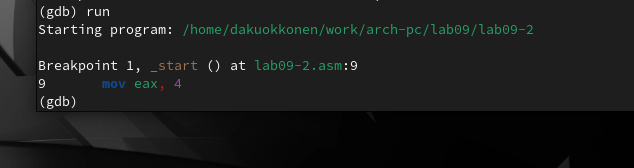 (gdb) run
Starting program: /home/dakuokkonen/work/arch-pc/lab09/lab09-2

Breakpoint 1, _start () at lab09-2.asm:9
9       mov eax, 4
(gdb)